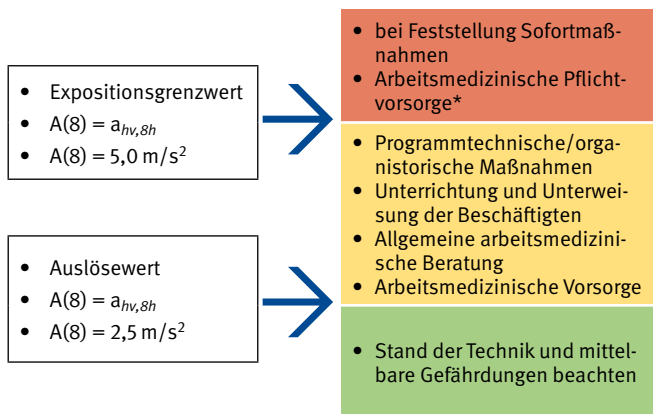 • Expositionsgrenzwert
• A(8) = a_hv,8h
• A(8) = 5,0 m/s²
• Auslösewert
• A(8) = a_hv,8h
• A(8) = 2,5 m/s²
• bei Feststellung Sofortmaß-
nahmen
• Arbeitsmedizinische Pflicht-
vorsorge*
• Programmtechnische/orga-
nistorische Maßnahmen
• Unterrichtung und Unterwei-
sung der Beschäftigten
• Allgemeine arbeitsmedizini-
sche Beratung
• Arbeitsmedizinische Vorsorge
• Stand der Technik und mittel-
bare Gefährdungen beachten